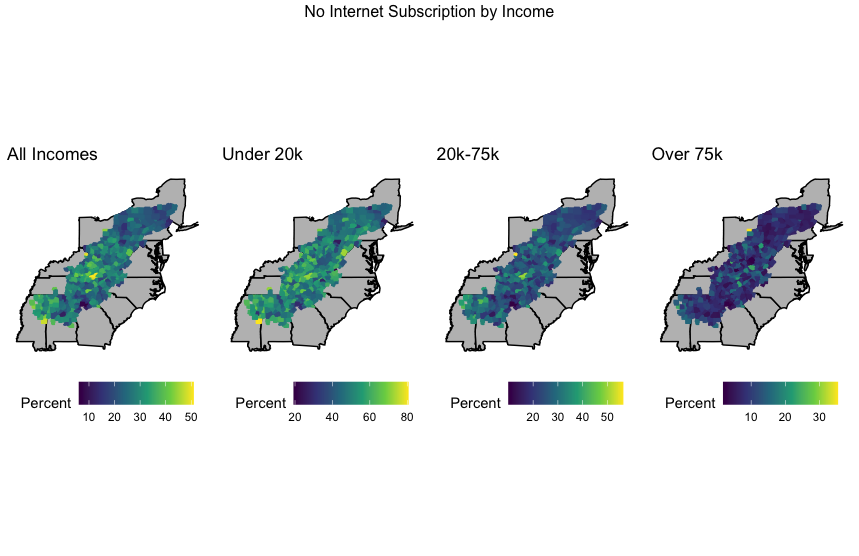 No Internet Subscription by Income
All Incomes
Under 20k
20k-75k
Over 75k
Percent
10 20 30 40 50
Percent
20 40 60 80
Percent
20 30 40 50
Percent
10 20 30